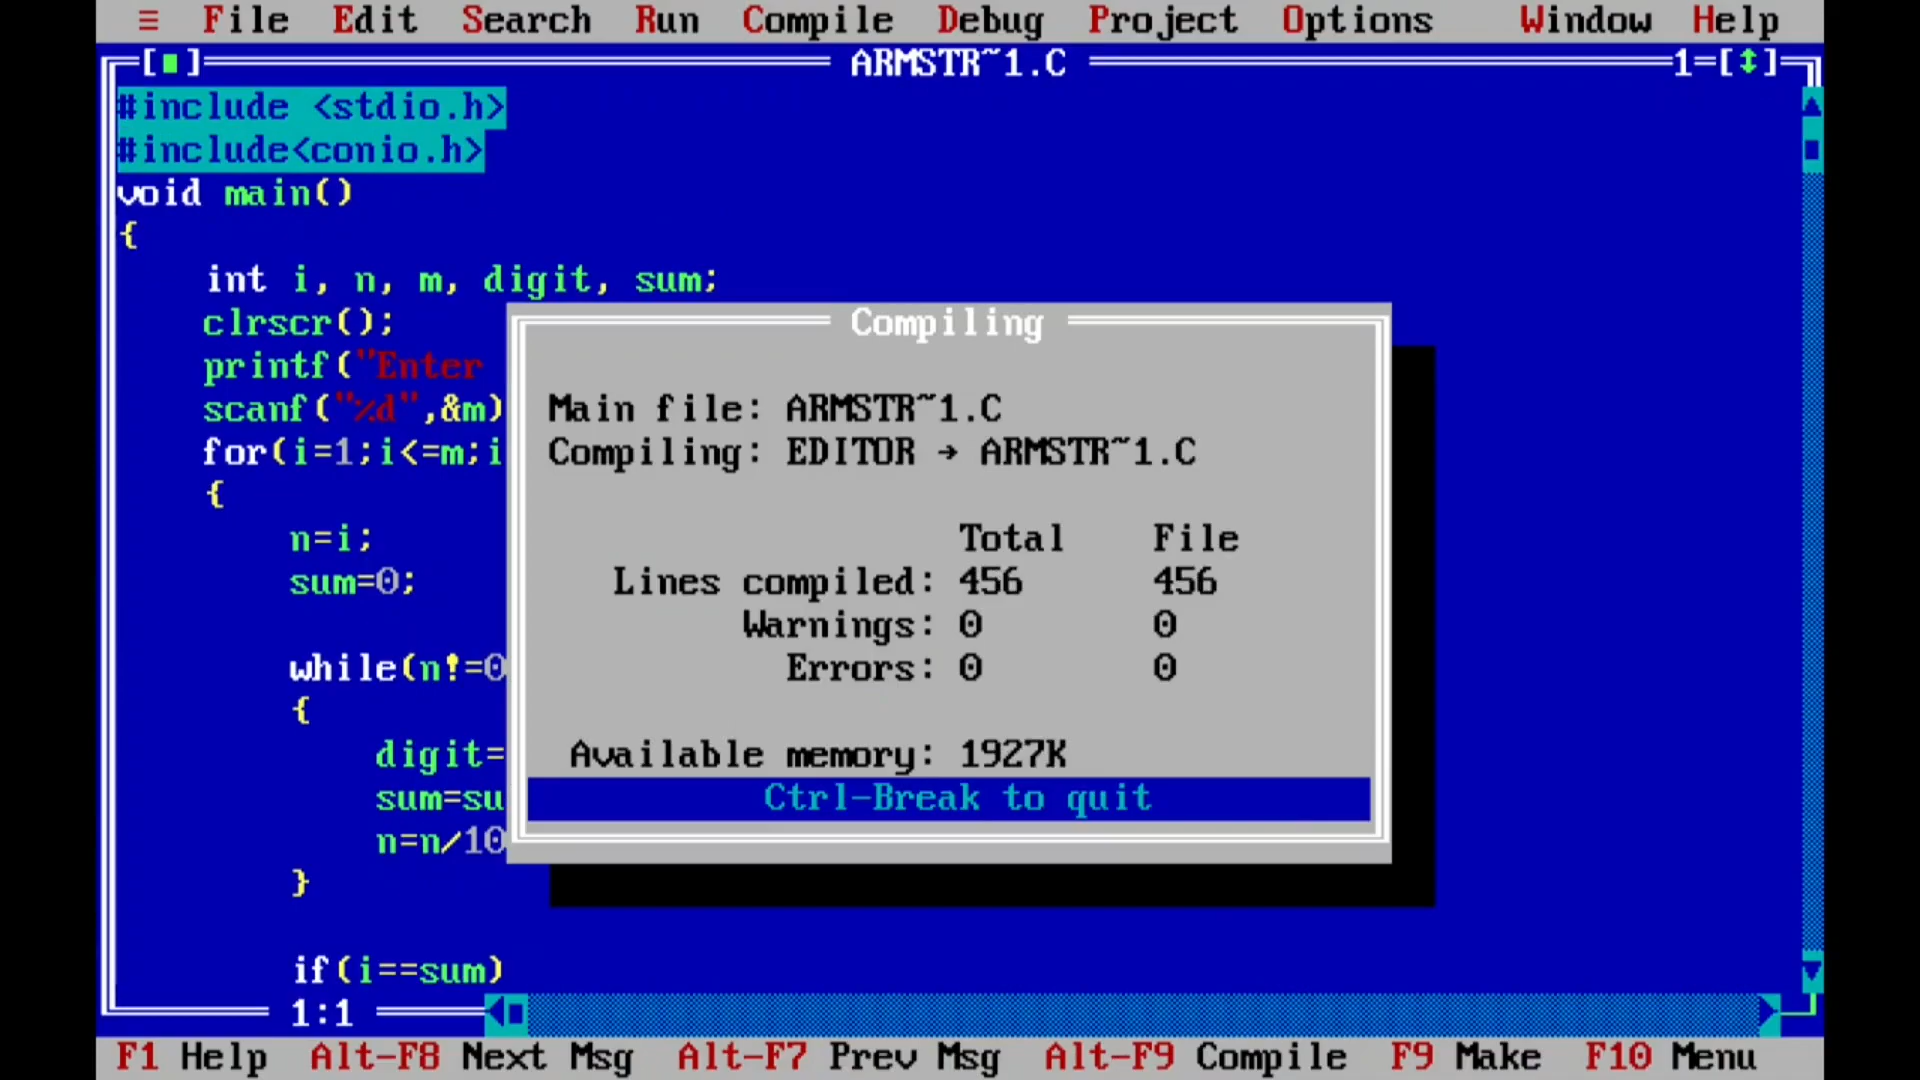 ≡ File Edit Search Run Compile Debug Project Options Window Help
[■] ARMSTR~1.C 1=[↕]
#include <stdio.h>
#include<conio.h>
void main()
{
int i, n, m, digit, sum;
clrscr();
printf("Enter
scanf("%d",&m)
for(i=1;i<=m;i
{
n=i;
sum=0;
while(n!=0
{
digit=
sum=su
n=n/10
}
if(i==sum)
1:1
Compiling
Main file: ARMSTR~1.C
Compiling: EDITOR → ARMSTR~1.C
Total File
Lines compiled: 456 456
Warnings: 0 0
Errors: 0 0
Available memory: 1927K
Ctrl-Break to quit
F1 Help Alt-F8 Next Msg Alt-F7 Prev Msg Alt-F9 Compile F9 Make F10 Menu